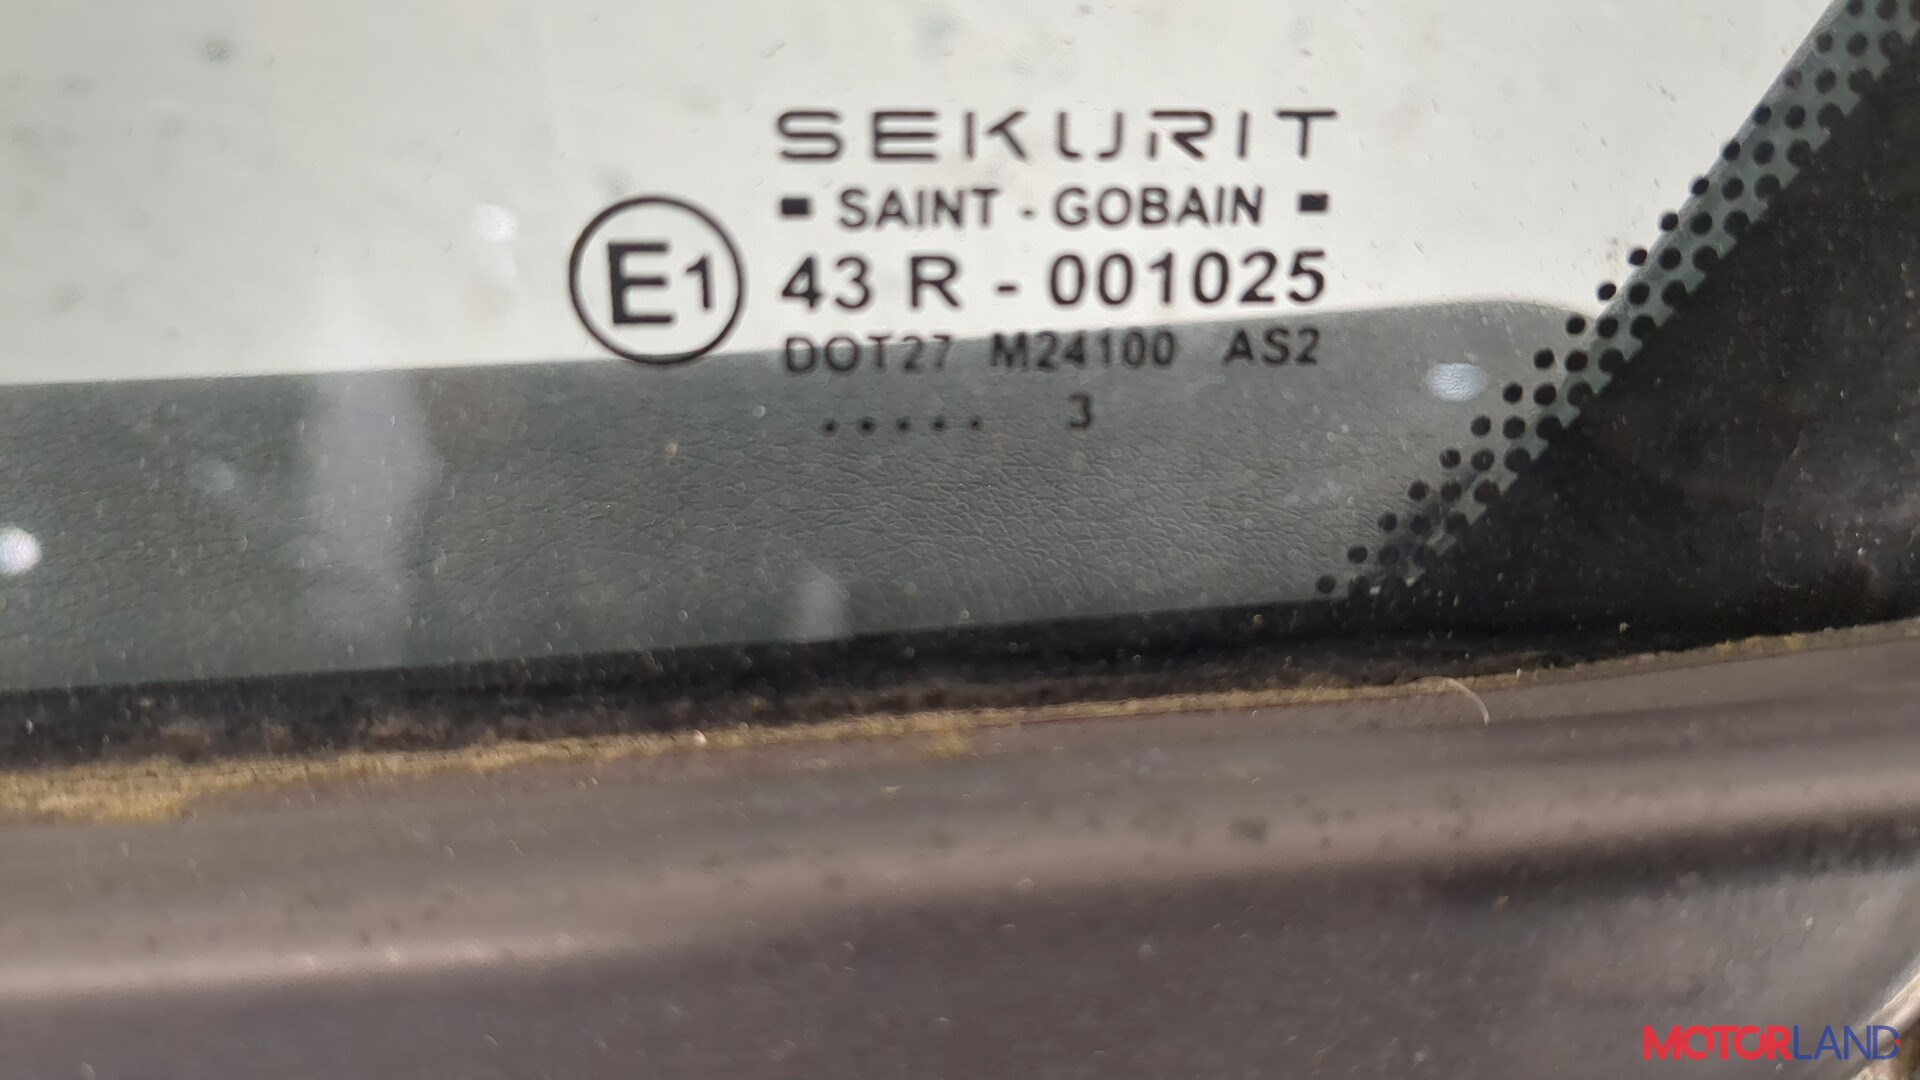 SEKURIT
SAINT - GOBAIN
E1 43 R - 001025
DOT27 M24100 AS2
..... 3
MOTORLAND